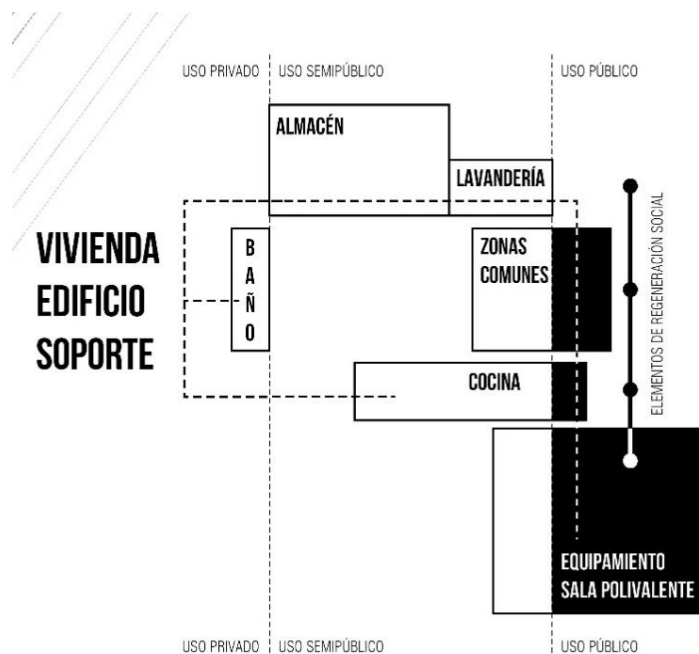 USO PRIVADO
USO SEMIPÚBLICO
USO PÚBLICO
ALMACÉN
LAVANDERÍA
VIVIENDA
EDIFICIO
SOPORTE
BAÑO
ZONAS
COMUNES
COCINA
ELEMENTOS DE REGENERACIÓN SOCIAL
EQUIPAMIENTO
SALA POLIVALENTE
USO PRIVADO
USO SEMIPÚBLICO
USO PÚBLICO